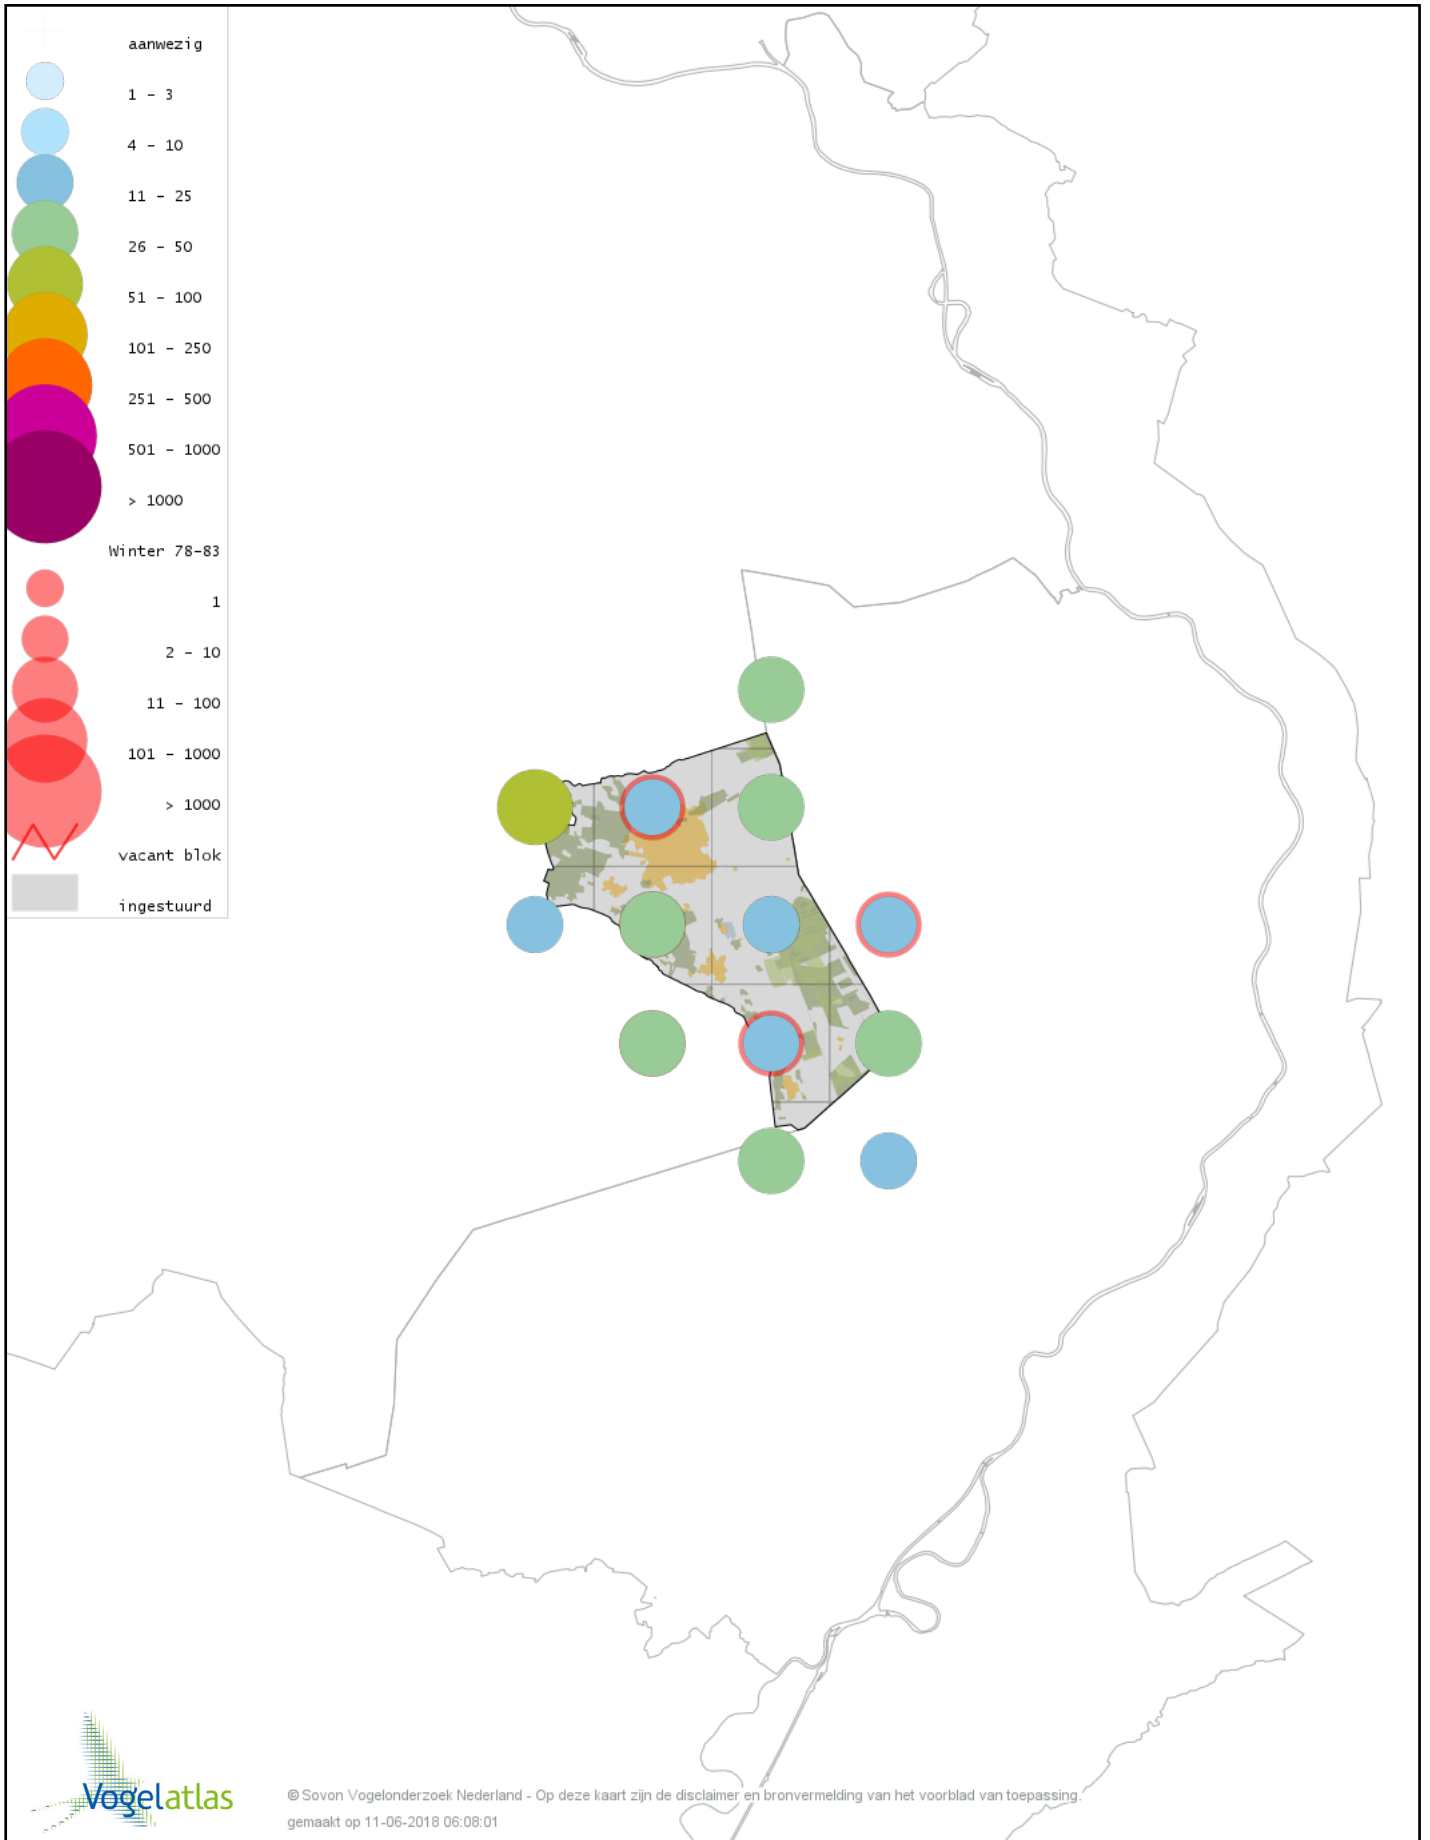 aanwezig
1 - 3
4 - 10
11 - 25
26 - 50
51 - 100
101 - 250
251 - 500
501 - 1000
> 1000
Winter 78-83
1
2 - 10
11 - 100
101 - 1000
> 1000
vacant blok
ingestuurd
Vogelatlas
© Sovon Vogelonderzoek Nederland - Op deze kaart zijn de disclaimer en bronvermelding van het voorblad van toepassing.
gemaakt op 11-06-2018 06:08:01